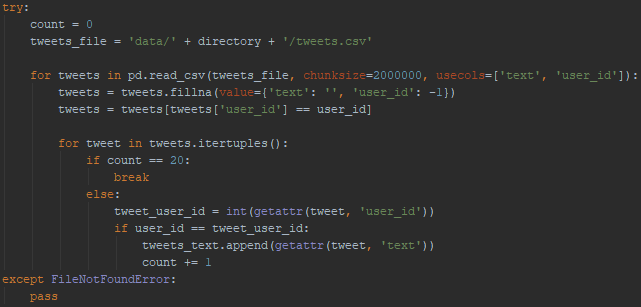 try:
    count = 0
    tweets_file = 'data/' + directory + '/tweets.csv'

    for tweets in pd.read_csv(tweets_file, chunksize=2000000, usecols=['text', 'user_id']):
        tweets = tweets.fillna(value={'text': '', 'user_id': -1})
        tweets = tweets[tweets['user_id'] == user_id]

        for tweet in tweets.itertuples():
            if count == 20:
                break
            else:
                tweet_user_id = int(getattr(tweet, 'user_id'))
                if user_id == tweet_user_id:
                    tweets_text.append(getattr(tweet, 'text'))
                    count += 1
except FileNotFoundError:
    pass